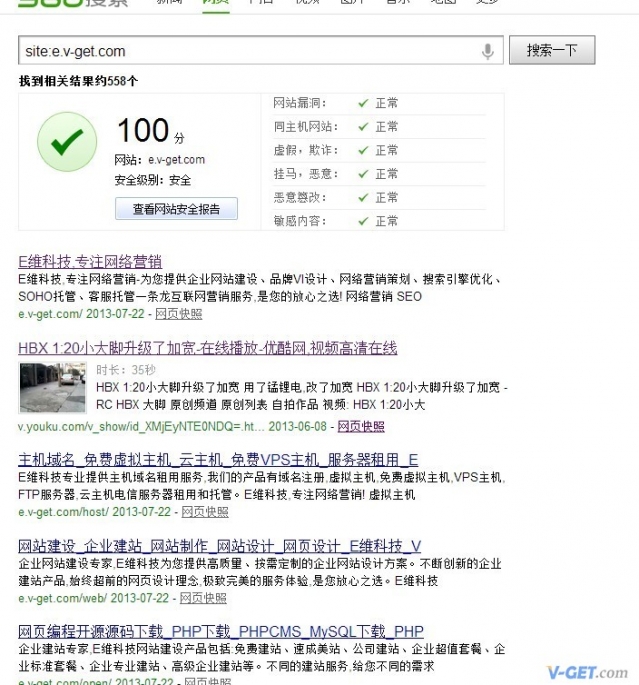 360搜索 新闻 网页 问答 视频 图片 音乐 地图 更多
site:e.v-get.com 搜索一下
找到相关结果约558个
100 分
网站：e.v-get.com
安全级别：安全
查看网站安全报告
网站漏洞： 正常
同主机网站： 正常
虚假，欺诈： 正常
挂马，恶意： 正常
恶意篡改： 正常
敏感内容： 正常
E维科技,专注网络营销
E维科技,专注网络营销-为您提供企业网站建设、品牌VI设计、网络营销策划、搜索引擎优化、
SOHO托管、客服托管一条龙互联网营销服务,是您的放心之选! 网络营销 SEO
e.v-get.com/ 2013-07-22 - 网页快照
HBX 1:20小大脚升级了加宽-在线播放-优酷网,视频高清在线
时长：35秒
HBX 1:20小大脚升级了加宽 用了锰锂电,改了加宽 HBX 1:20小大脚升级了加宽 -
RC HBX 大脚 原创频道 原创列表 自拍作品 视频: HBX 1:20小大
v.youku.com/v_show/id_XMjEyNTE0NDQ=.ht... 2013-06-08 - 网页快照
主机域名_免费虚拟主机_云主机_免费VPS主机_服务器租用_E
E维科技专业提供主机域名租用服务,我们的产品有域名注册,虚拟主机,免费虚拟主机,VPS主机,
FTP服务器,云主机电信服务器租用和托管。E维科技,专注网络营销! 虚拟主机
e.v-get.com/host/ 2013-07-22 - 网页快照
网站建设_企业建站_网站制作_网站设计_网页设计_E维科技_V
企业网站建设专家,E维科技为您提供高质量、按需定制的企业网站设计方案。不断创新的企业
建站产品,始终超前的网页设计理念,极致完美的服务体验,是您放心之选。E维科技
e.v-get.com/web/ 2013-07-22 - 网页快照
网页编程开源源码下载_PHP下载_PHPCMS_MySQL下载_PHP
企业建站专家,E维科技网站建设产品包括:免费建站、速成美站、公司建站、企业超值套餐、企
业标准套餐、企业专业建站、高级企业建站等。不同的建站服务,给您不同的需求
e.v-get.com/open/ 2013-07-22 - 网页快照
V-GET.com